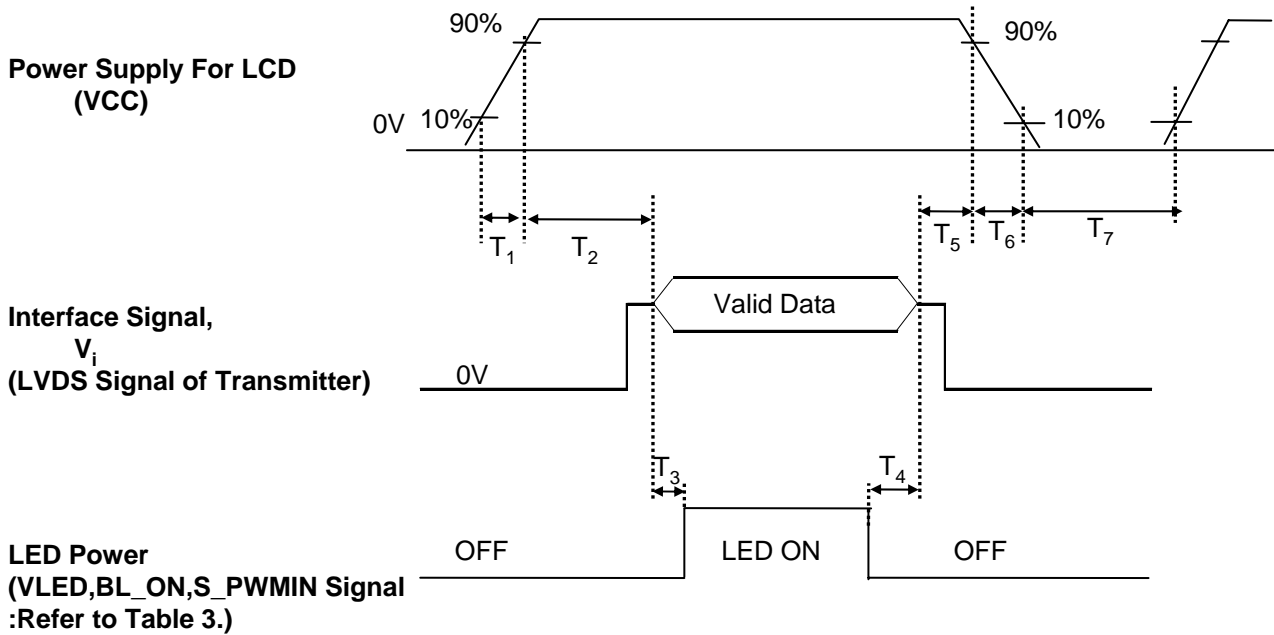 90%
90%
Power Supply For LCD
(VCC)
0V
10%
10%
T1
T2
T5
T6
T7
Valid Data
Interface Signal,
Vi
(LVDS Signal of Transmitter)
0V
T3
T4
LED Power
OFF
LED ON
OFF
(VLED,BL_ON,S_PWMIN Signal
:Refer to Table 3.)